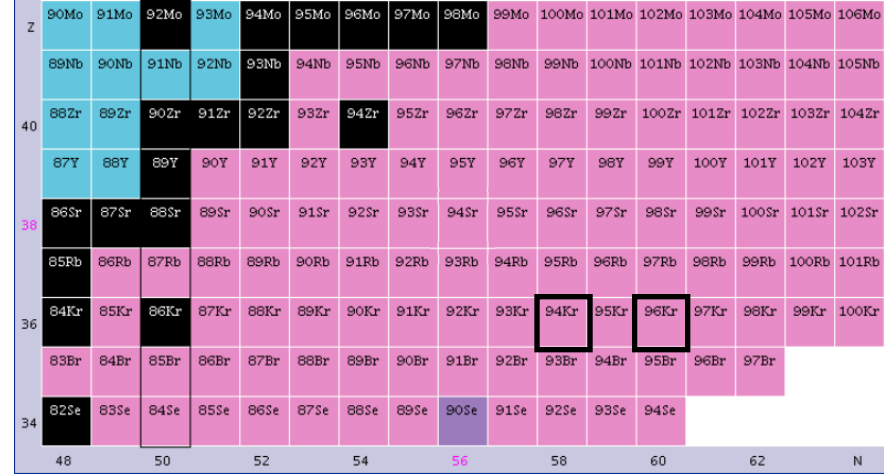 Z 90Mo 91Mo 92Mo 93Mo 94Mo 95Mo 96Mo 97Mo 98Mo 99Mo 100Mo 101Mo 102Mo 103Mo 104Mo 105Mo 106Mo
89Nb 90Nb 91Nb 92Nb 93Nb 94Nb 95Nb 96Nb 97Nb 98Nb 99Nb 100Nb 101Nb 102Nb 103Nb 104Nb 105Nb
40 88Zr 89Zr 90Zr 91Zr 92Zr 93Zr 94Zr 95Zr 96Zr 97Zr 98Zr 99Zr 100Zr 101Zr 102Zr 103Zr 104Zr
87Y 88Y 89Y 90Y 91Y 92Y 93Y 94Y 95Y 96Y 97Y 98Y 99Y 100Y 101Y 102Y 103Y
38 86Sr 87Sr 88Sr 89Sr 90Sr 91Sr 92Sr 93Sr 94Sr 95Sr 96Sr 97Sr 98Sr 99Sr 100Sr 101Sr 102Sr
85Rb 86Rb 87Rb 88Rb 89Rb 90Rb 91Rb 92Rb 93Rb 94Rb 95Rb 96Rb 97Rb 98Rb 99Rb 100Rb 101Rb
36 84Kr 85Kr 86Kr 87Kr 88Kr 89Kr 90Kr 91Kr 92Kr 93Kr 94Kr 95Kr 96Kr 97Kr 98Kr 99Kr 100Kr
83Br 84Br 85Br 86Br 87Br 88Br 89Br 90Br 91Br 92Br 93Br 94Br 95Br 96Br 97Br
34 82Se 83Se 84Se 85Se 86Se 87Se 88Se 89Se 90Se 91Se 92Se 93Se 94Se
48 50 52 54 56 58 60 62 N